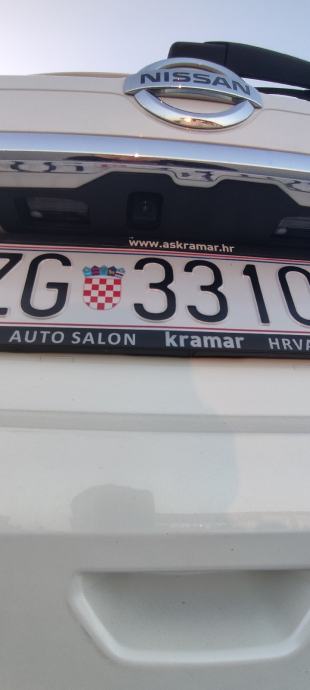 NISSAN
www.askramar.hr
ZG 3310
AUTO SALON kramar HRVA